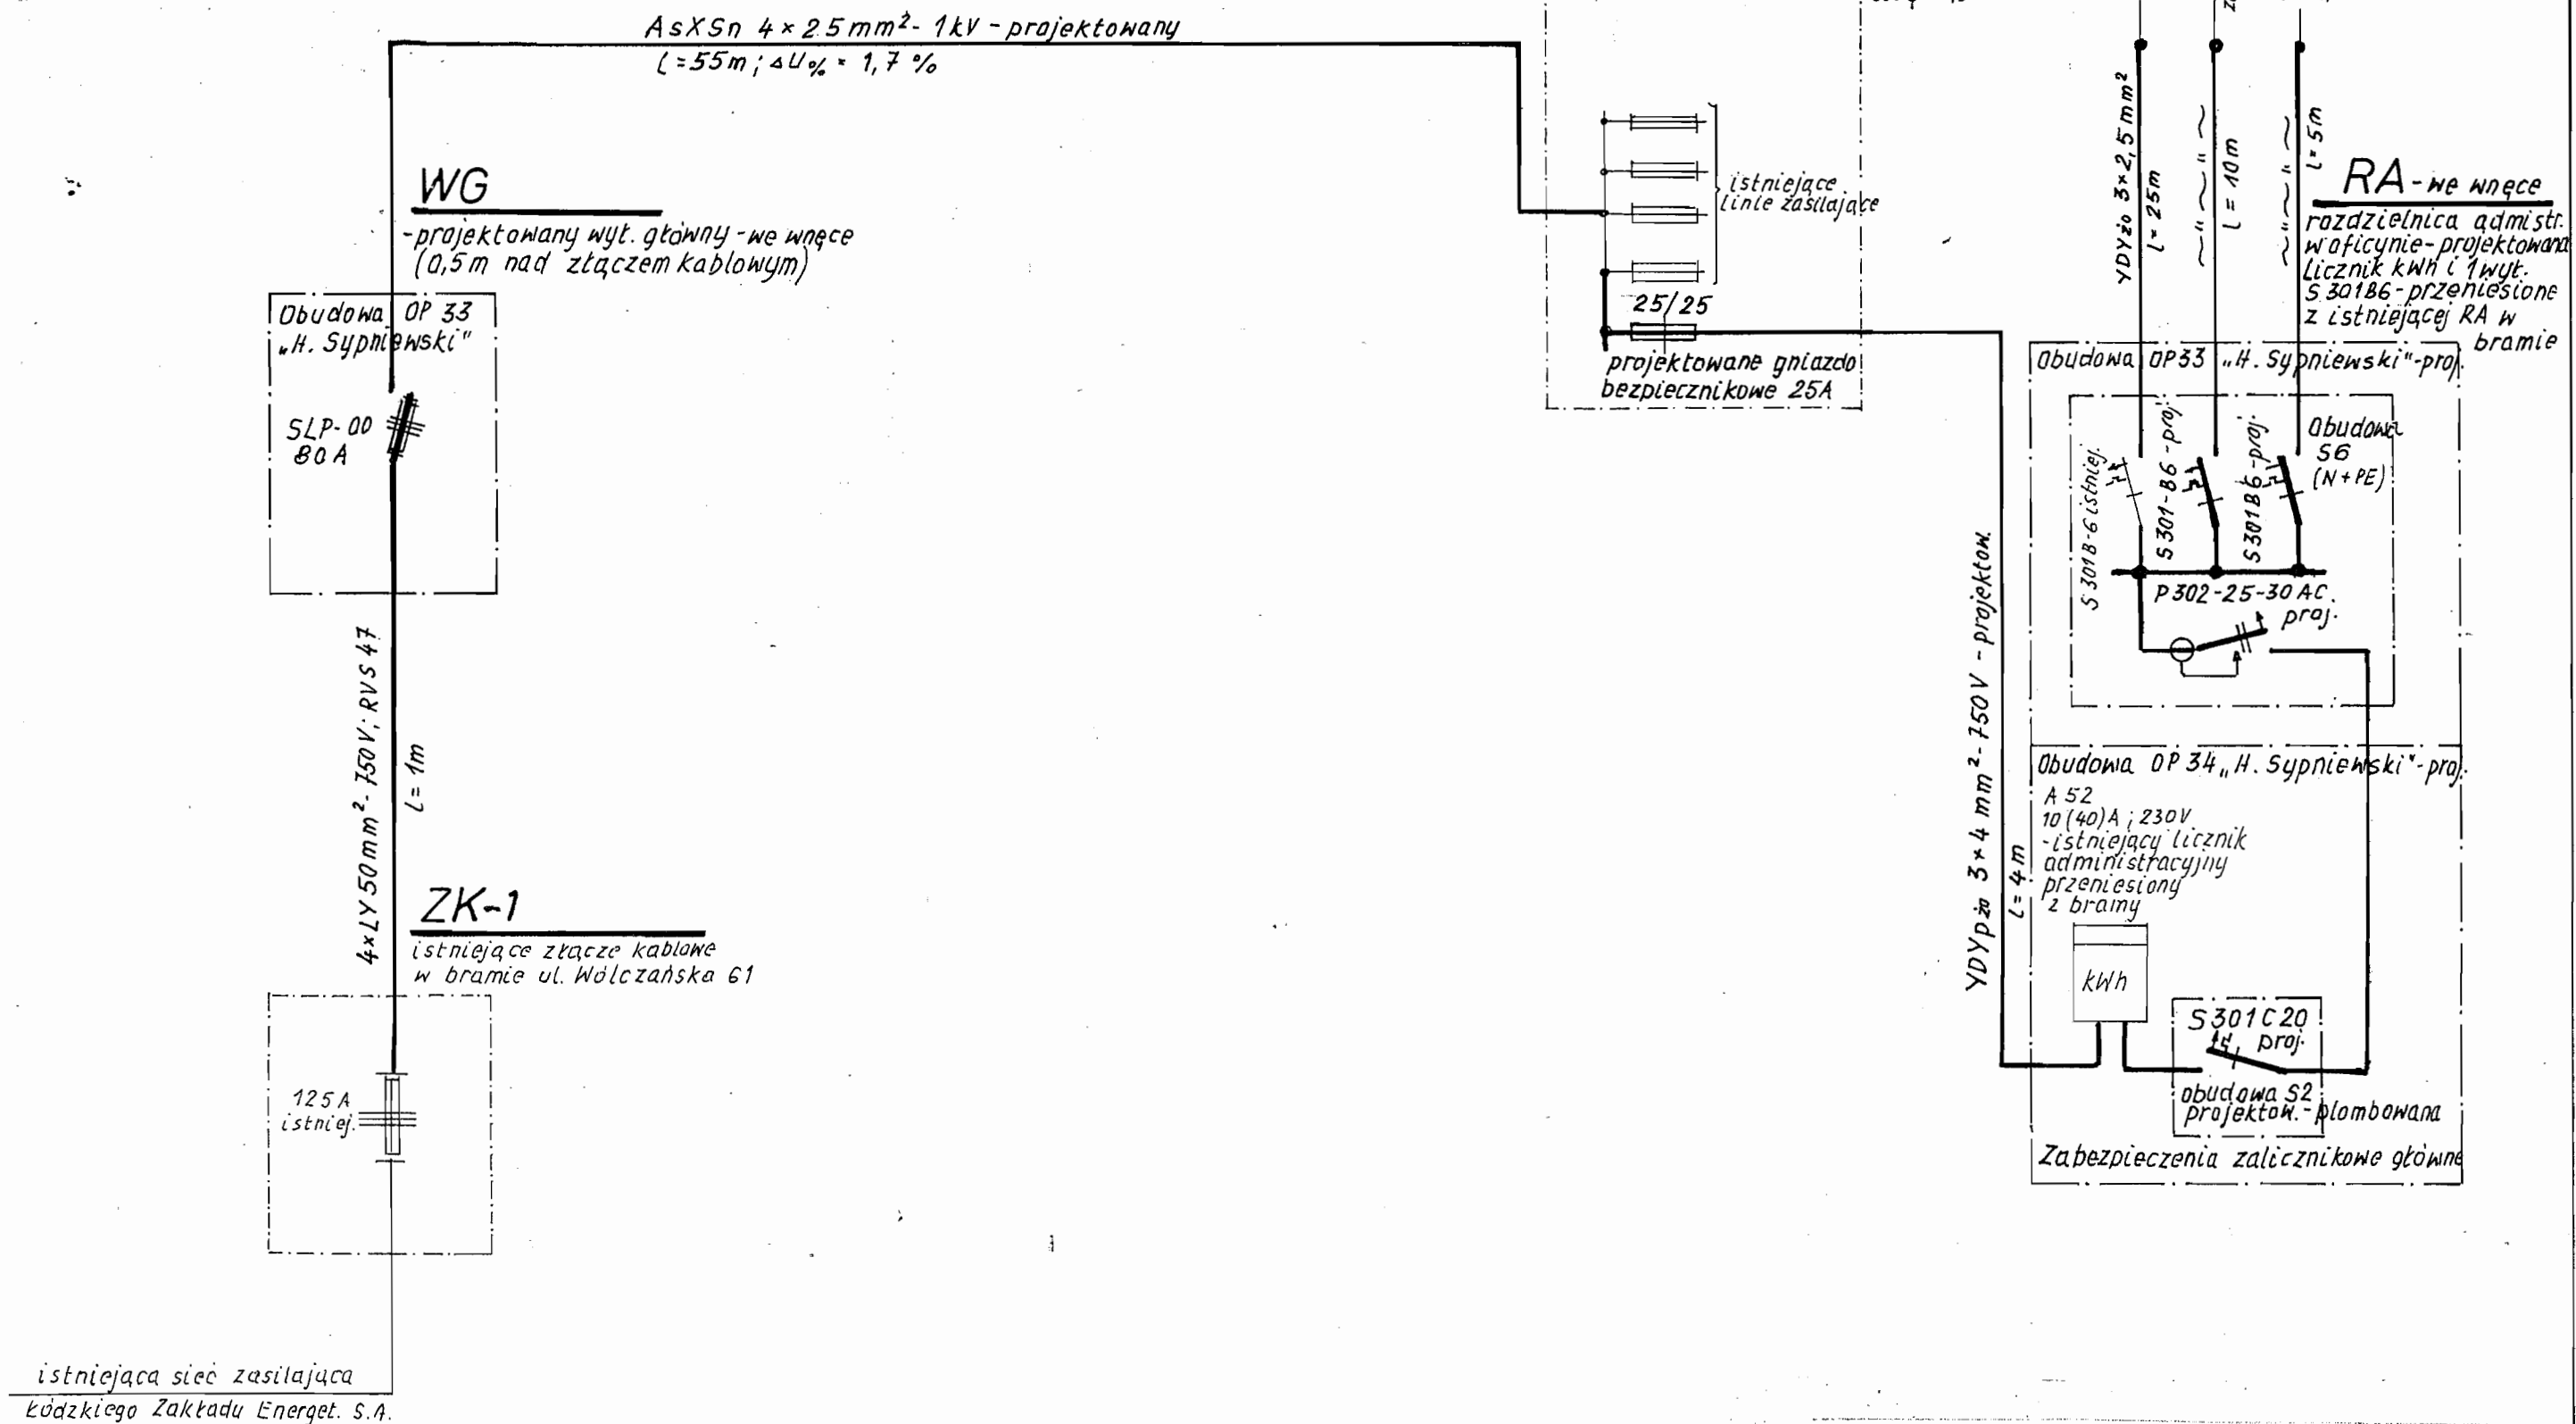 AsXSn 4×25mm²- 1kV - projektowany
l=55m; ΔU% = 1,7 %
WG
-projektowany wył. główny - we wnęce
(0,5m nad złączem kablowym)
Obudowa OP 33
„H. Sypniewski"
SLP-00
80A
4×LY 50mm²-750V; RVS 47
l= 1m
ZK-1
istniejące złącze kablowe
w bramie ul. Wólczańska 61
125A
istniej.
istniejąca sieć zasilająca
Łódzkiego Zakładu Energet. S.A.
istniejące
linie zasilające
25/25
projektowane gniazdo
bezpiecznikowe 25A
YDYżo 3×2,5mm²
l= 25m
~"~"~
l= 10m
~"~"~
l= 5m
RA - we wnęce
rozdzielnica admistr.
w oficynie-projektowana
Licznik kWh i 1 wył.
S 301B6-przeniesione
z istniejącej RA w
bramie
Obudowa OP33 „H. Sypniewski"-proj.
S 301B-6 istniej.
S 301-B6 -proj.
S 301B6-proj.
Obudowa
S6
(N+PE)
P302-25-30AC.
proj.
YDYp żo 3×4 mm²-750V - projektow.
l= 4m
Obudowa OP 34 „H. Sypniewski"-proj.
A 52
10(40)A ; 230V
-istniejący licznik
administracyjny
przeniesiony
z bramy
kWh
S301C20
proj.
obudowa S2
projektow.-plombowana
Zabezpieczenia zalicznikowe główne